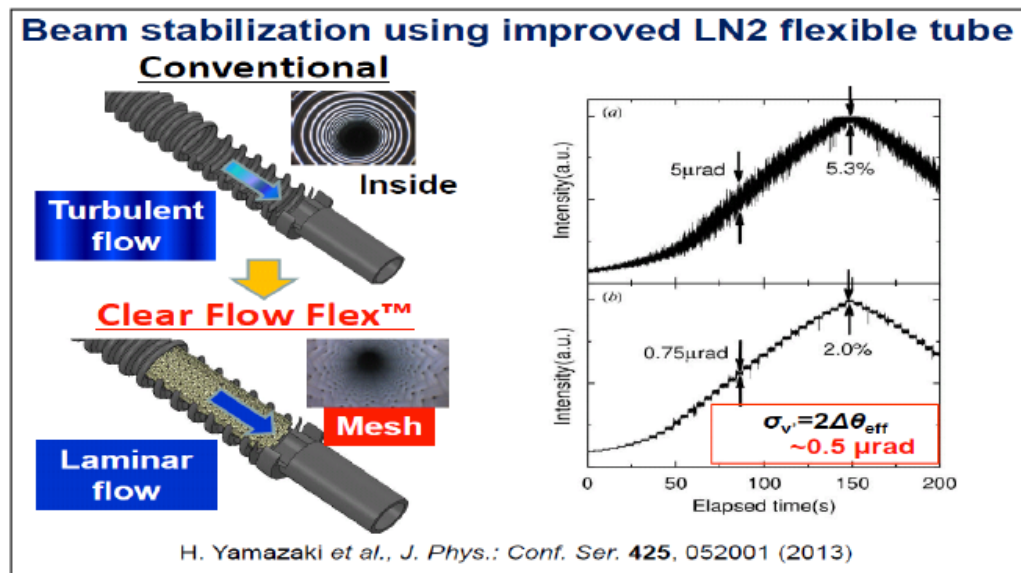 Beam stabilization using improved LN2 flexible tube
Conventional
Inside
Turbulent
flow
Clear Flow Flex™
Mesh
Laminar
flow
(a)
5μrad
5.3%
Intensity(a.u.)
(b)
0.75μrad
2.0%
Intensity(a.u.)
σv'=2Δθeff
~0.5 μrad
0 50 100 150 200
Elapsed time(s)
H. Yamazaki et al., J. Phys.: Conf. Ser. 425, 052001 (2013)